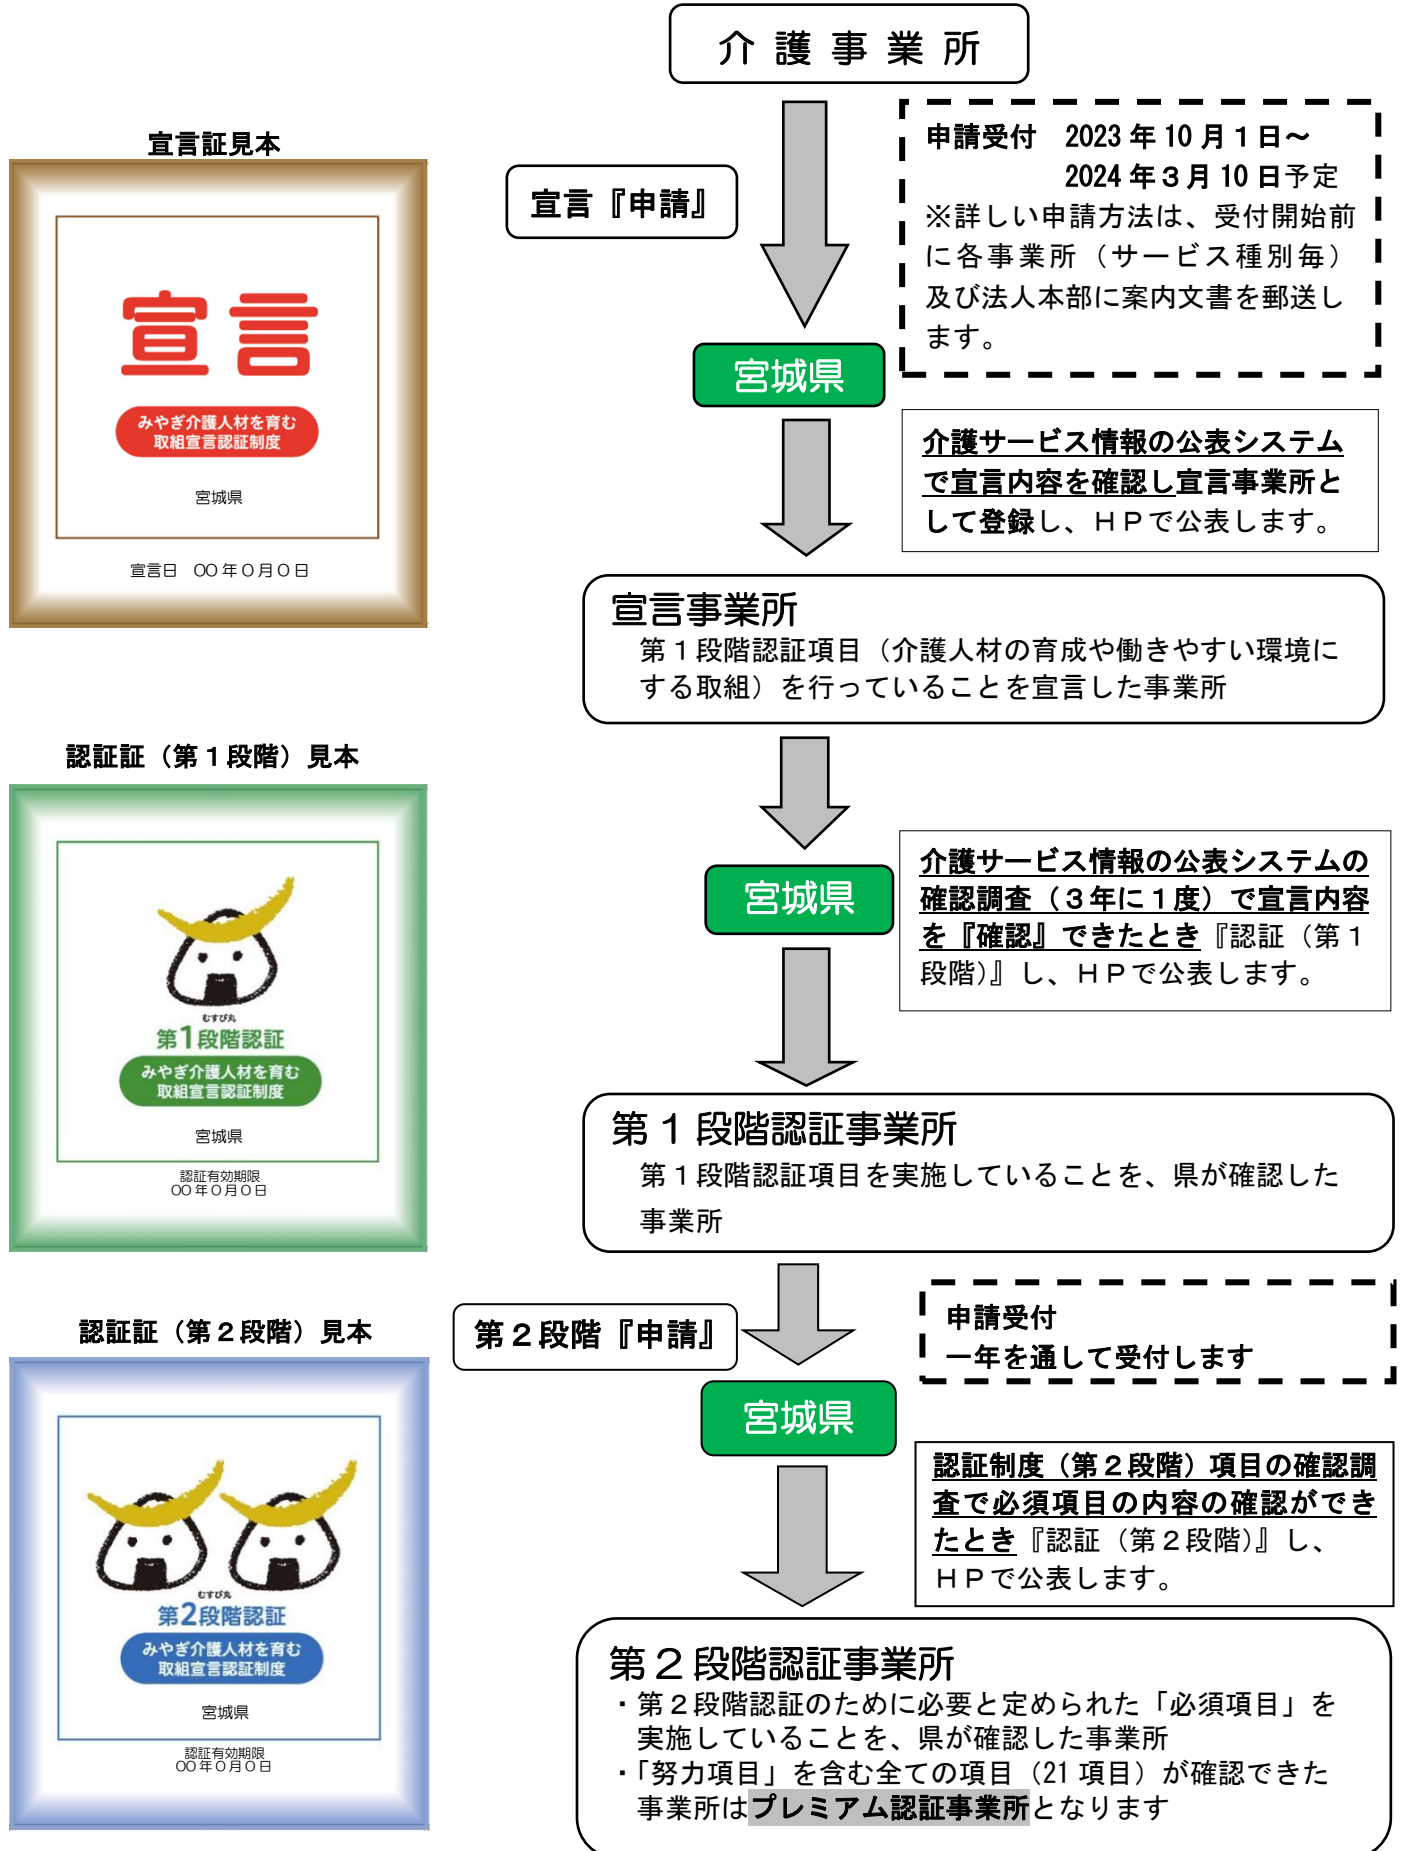 介護事業所
宣言『申請』
申請受付　2023年10月1日～
2024年３月10日予定
※詳しい申請方法は、受付開始前
に各事業所（サービス種別毎）
及び法人本部に案内文書を郵送し
ます。
宮城県
介護サービス情報の公表システム
で宣言内容を確認し宣言事業所と
して登録し、ＨＰで公表します。
宣言事業所
第１段階認証項目（介護人材の育成や働きやすい環境に
する取組）を行っていることを宣言した事業所
宮城県
介護サービス情報の公表システムの
確認調査（３年に１度）で宣言内容
を『確認』できたとき『認証（第１
段階）』し、ＨＰで公表します。
第１段階認証事業所
第１段階認証項目を実施していることを、県が確認した
事業所
第２段階『申請』
申請受付
一年を通して受付します
宮城県
認証制度（第２段階）項目の確認調
査で必須項目の内容の確認ができ
たとき『認証（第２段階）』し、
ＨＰで公表します。
第２段階認証事業所
・第２段階認証のために必要と定められた「必須項目」を
実施していることを、県が確認した事業所
・「努力項目」を含む全ての項目（21項目）が確認できた
事業所はプレミアム認証事業所となります
宣言証見本
宣言
みやぎ介護人材を育む
取組宣言認証制度
宮城県
宣言日　〇〇年〇月〇日
認証証（第１段階）見本
むすび丸
第1段階認証
みやぎ介護人材を育む
取組宣言認証制度
宮城県
認証有効期限
〇〇年〇月〇日
認証証（第２段階）見本
むすび丸
第2段階認証
みやぎ介護人材を育む
取組宣言認証制度
宮城県
認証有効期限
〇〇年〇月〇日